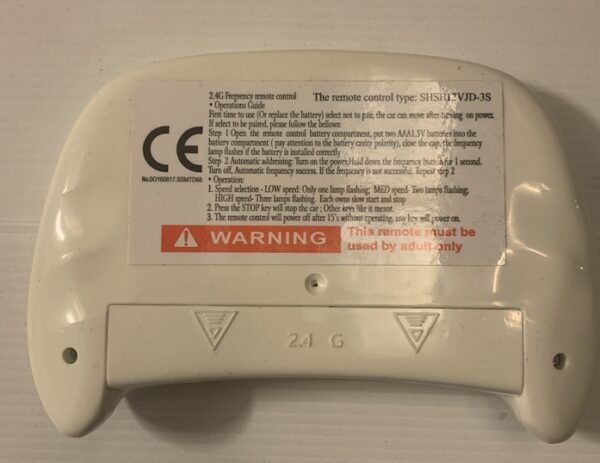 2.4G Fregvency remote control The remote control type: SHSB12VJD-3S
• Operations Guide
First time to use (Or replace the battery) select not to pair, the car can move after turning on power.
If select to be paired, please follow the bellows:
Step 1 Open the remote control battery compartment, put two AAA1.5V batteries into the
battery compartment ( pay attention to the battery cavity polarity), close the cap, the frequency
lamp flashes if the battery is installed correctly
Step 2 Automatic addressing: Turn on the power,Hold down the frequency button for 1 second.
Turn off, Automatic frequency success. If the frequency is not successful, Repeat step 2
• Operation:
1. Speed selection - LOW speed: Only one lamp flashing, MED speed- Two lamps flashing,
HIGH speed- Three lamps flashing. Each owns slow start and stop
2. Press the STOP key will stop the car ; Other keys like it meant.
3. The remote control will power off after 15's without operating, any key will power on.
CE
No.0O160817.SSMTD66
WARNING
This remote must be
used by adult only
2.4 G